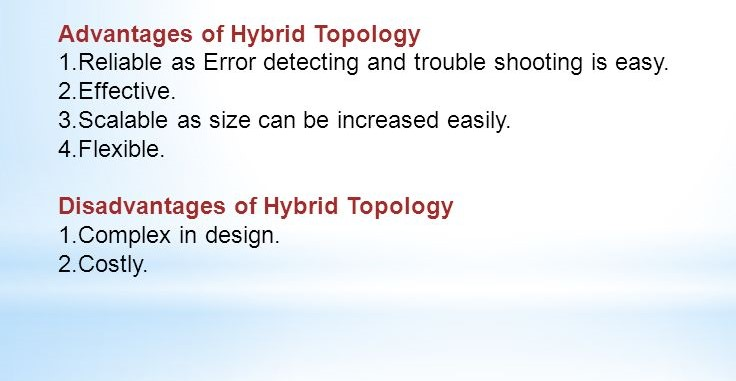 Advantages of Hybrid Topology
1.Reliable as Error detecting and trouble shooting is easy.
2.Effective.
3.Scalable as size can be increased easily.
4.Flexible.
Disadvantages of Hybrid Topology
1.Complex in design.
2.Costly.